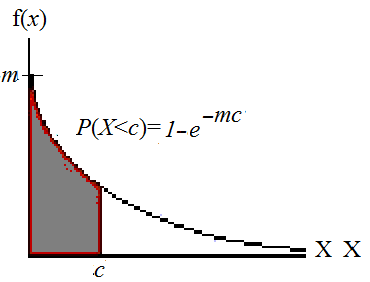 f(x)
m
P(X<c)= 1-e^-mc
X X
c